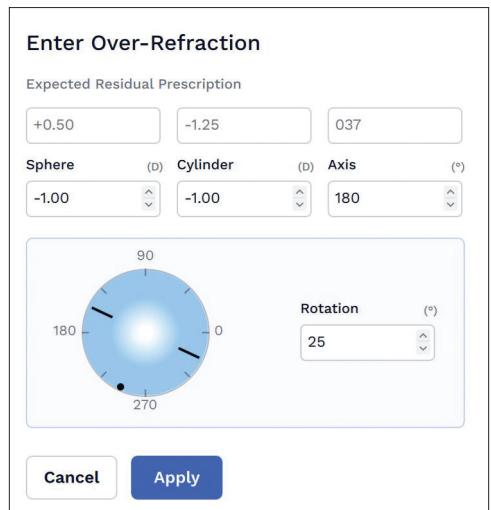 Enter Over-Refraction
Expected Residual Prescription
+0.50 -1.25 037
Sphere (D) Cylinder (D) Axis (°)
-1.00 -1.00 180
90
180 0
270
Rotation (°)
25
Cancel Apply